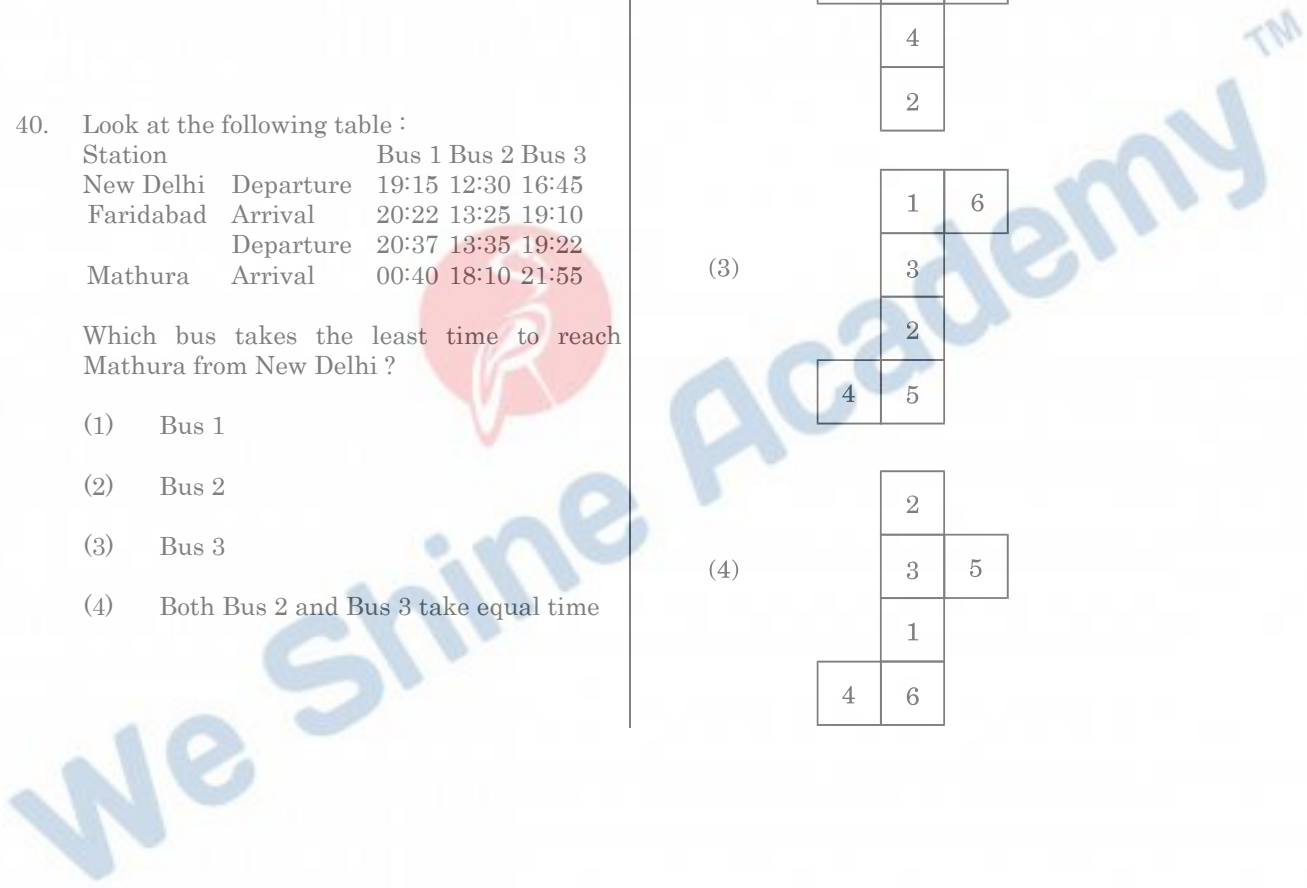 40. Look at the following table :
Station Bus 1 Bus 2 Bus 3
New Delhi Departure 19:15 12:30 16:45
Faridabad Arrival 20:22 13:25 19:10
Departure 20:37 13:35 19:22
Mathura Arrival 00:40 18:10 21:55
Which bus takes the least time to reach
Mathura from New Delhi ?
(1) Bus 1
(2) Bus 2
(3) Bus 3
(4) Both Bus 2 and Bus 3 take equal time
4
2
1 6
(3) 3
2
4 5
2
(4) 3 5
1
4 6
We Shine Academy TM